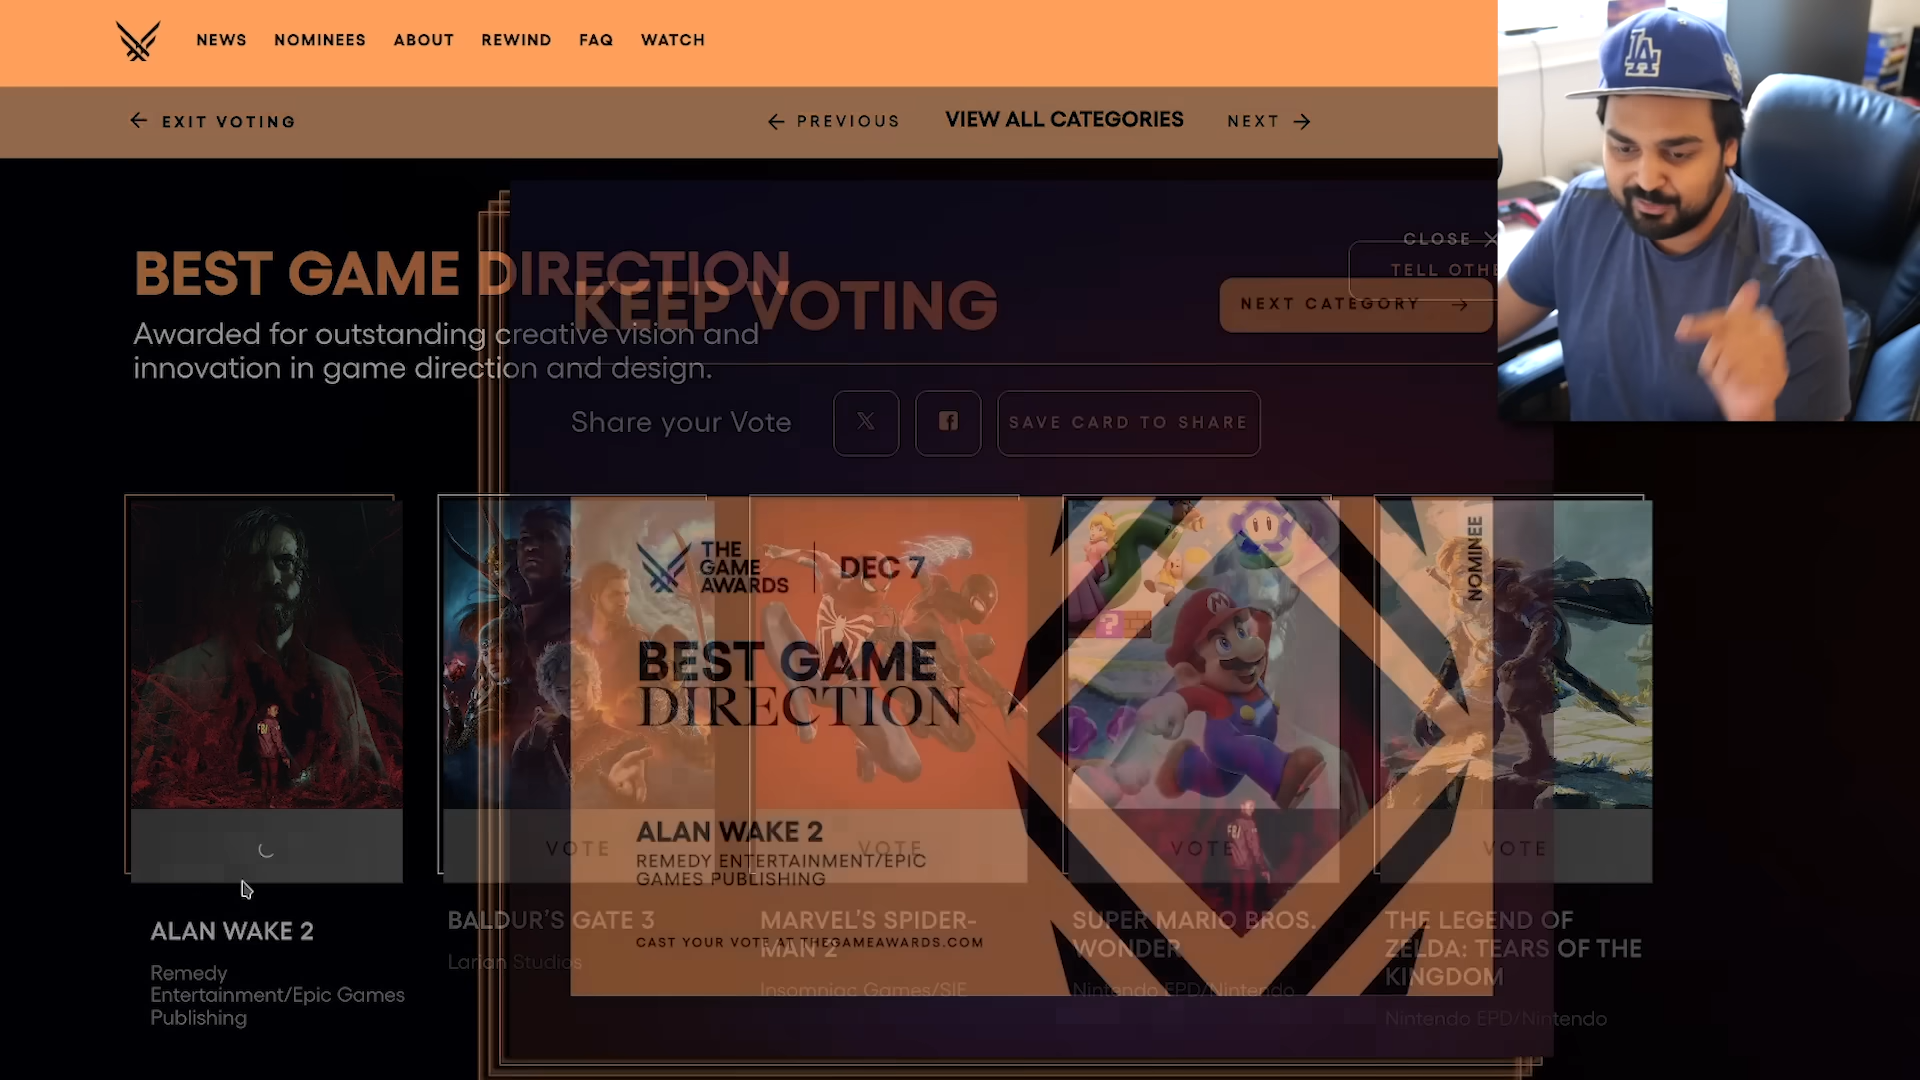 NEWS NOMINEES ABOUT REWIND FAQ WATCH
EXIT VOTING
PREVIOUS VIEW ALL CATEGORIES NEXT
LA
CLOSE
TELL OTHE
BEST GAME DIRECTION
KEEP VOTING
NEXT CATEGORY
Awarded for outstanding creative vision and
innovation in game direction and design.
Share your Vote
SAVE CARD TO SHARE
NOMINEE
THE
GAME
AWARDS
DEC 7
BEST GAME
DIRECTION
FBI
FBI
ALAN WAKE 2
REMEDY ENTERTAINMENT/EPIC
GAMES PUBLISHING
CAST YOUR VOTE AT THEGAMEAWARDS.COM
VOTE VOTE VOTE VOTE
ALAN WAKE 2
Remedy
Entertainment/Epic Games
Publishing
BALDUR'S GATE 3
Larian Studios
MARVEL'S SPIDER-
MAN 2
Insomniac Games/SIE
SUPER MARIO BROS.
WONDER
Nintendo EPD/Nintendo
THE LEGEND OF
ZELDA: TEARS OF THE
KINGDOM
Nintendo EPD/Nintendo